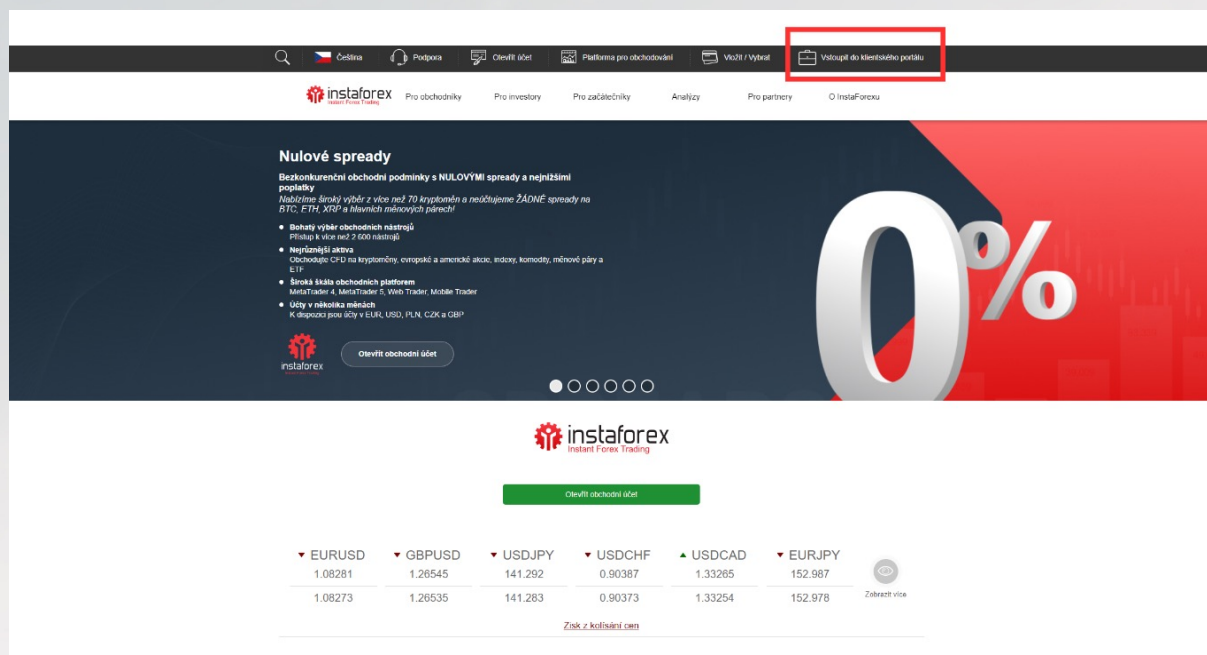 Čeština
Podpora
Otevřít účet
Platforma pro obchodování
Vložit / Vybrat
Vstoupit do klientského portálu
instaforex
Instant Forex Trading
Pro obchodníky
Pro investory
Pro začátečníky
Analýzy
Pro partnery
O InstaForexu
Nulové spready
Bezkonkurenční obchodní podmínky s NULOVÝMI spready a nejnižšími
poplatky
Nabízíme široký výběr z více než 70 kryptoměn a neúčtujeme ŽÁDNÉ spready na
BTC, ETH, XRP a hlavních měnových párech!
Bohatý výběr obchodních nástrojů
Přístup k více než 2 600 nástrojů
Nejrůznější aktiva
Obchodujte CFD na kryptoměny, evropské a americké akcie, indexy, komodity, měnové páry a
ETF
Široká škála obchodních platforem
MetaTrader 4, MetaTrader 5, Web Trader, Mobile Trader
Účty v několika měnách
K dispozici jsou účty v EUR, USD, PLN, CZK a GBP
instaforex
Otevřít obchodní účet
0%
instaforex
Instant Forex Trading
Otevřít obchodní účet
EURUSD GBPUSD USDJPY USDCHF USDCAD EURJPY
1.08281 1.26545 141.292 0.90387 1.33265 152.987
1.08273 1.26535 141.283 0.90373 1.33254 152.978
Zobrazit více
Zisk z kolísání cen